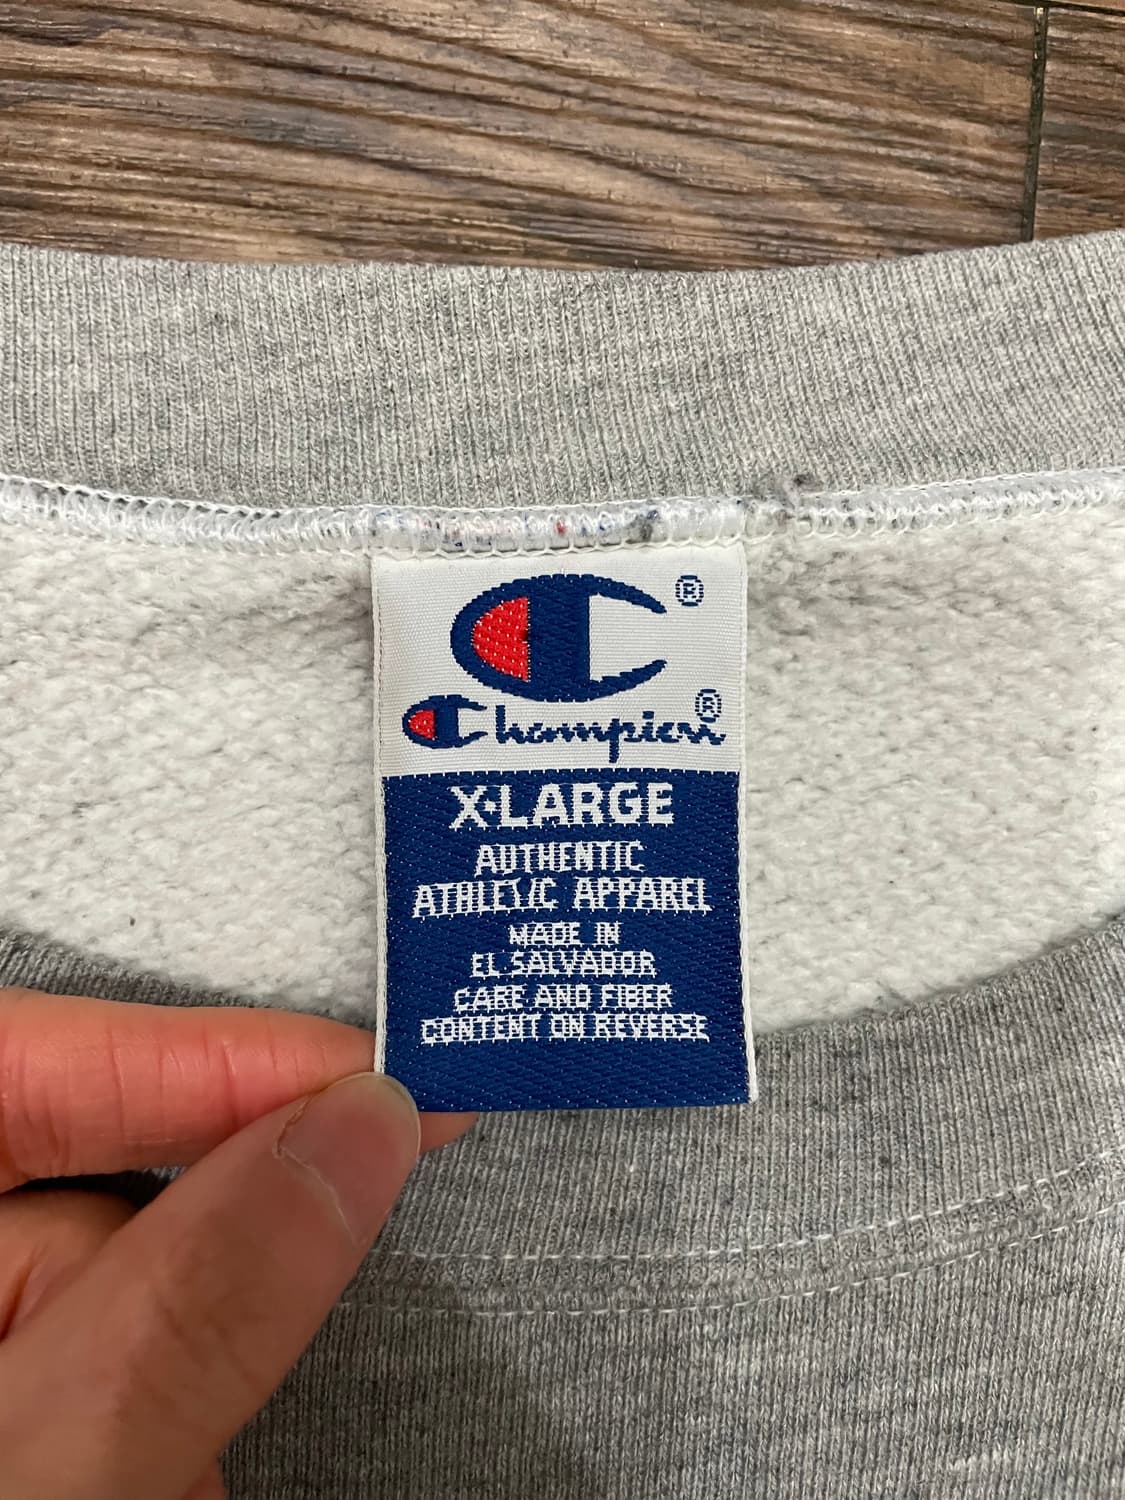 ®
Champion®
X-LARGE
AUTHENTIC
ATHLETIC APPAREL
MADE IN
EL SALVADOR
CARE AND FIBER
CONTENT ON REVERSE